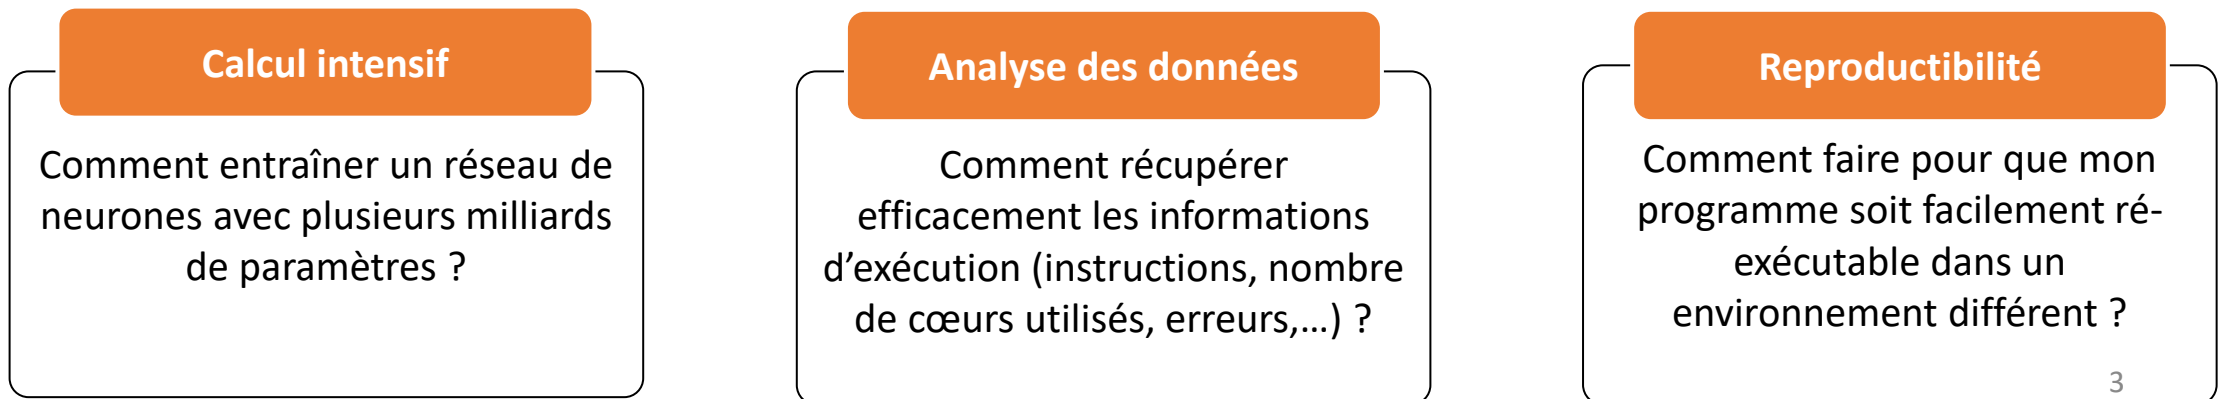 Calcul intensif
Comment entraîner un réseau de
neurones avec plusieurs milliards
de paramètres ?
Analyse des données
Comment récupérer
efficacement les informations
d’exécution (instructions, nombre
de cœurs utilisés, erreurs,…) ?
Reproductibilité
Comment faire pour que mon
programme soit facilement ré-
exécutable dans un
environnement différent ?
3